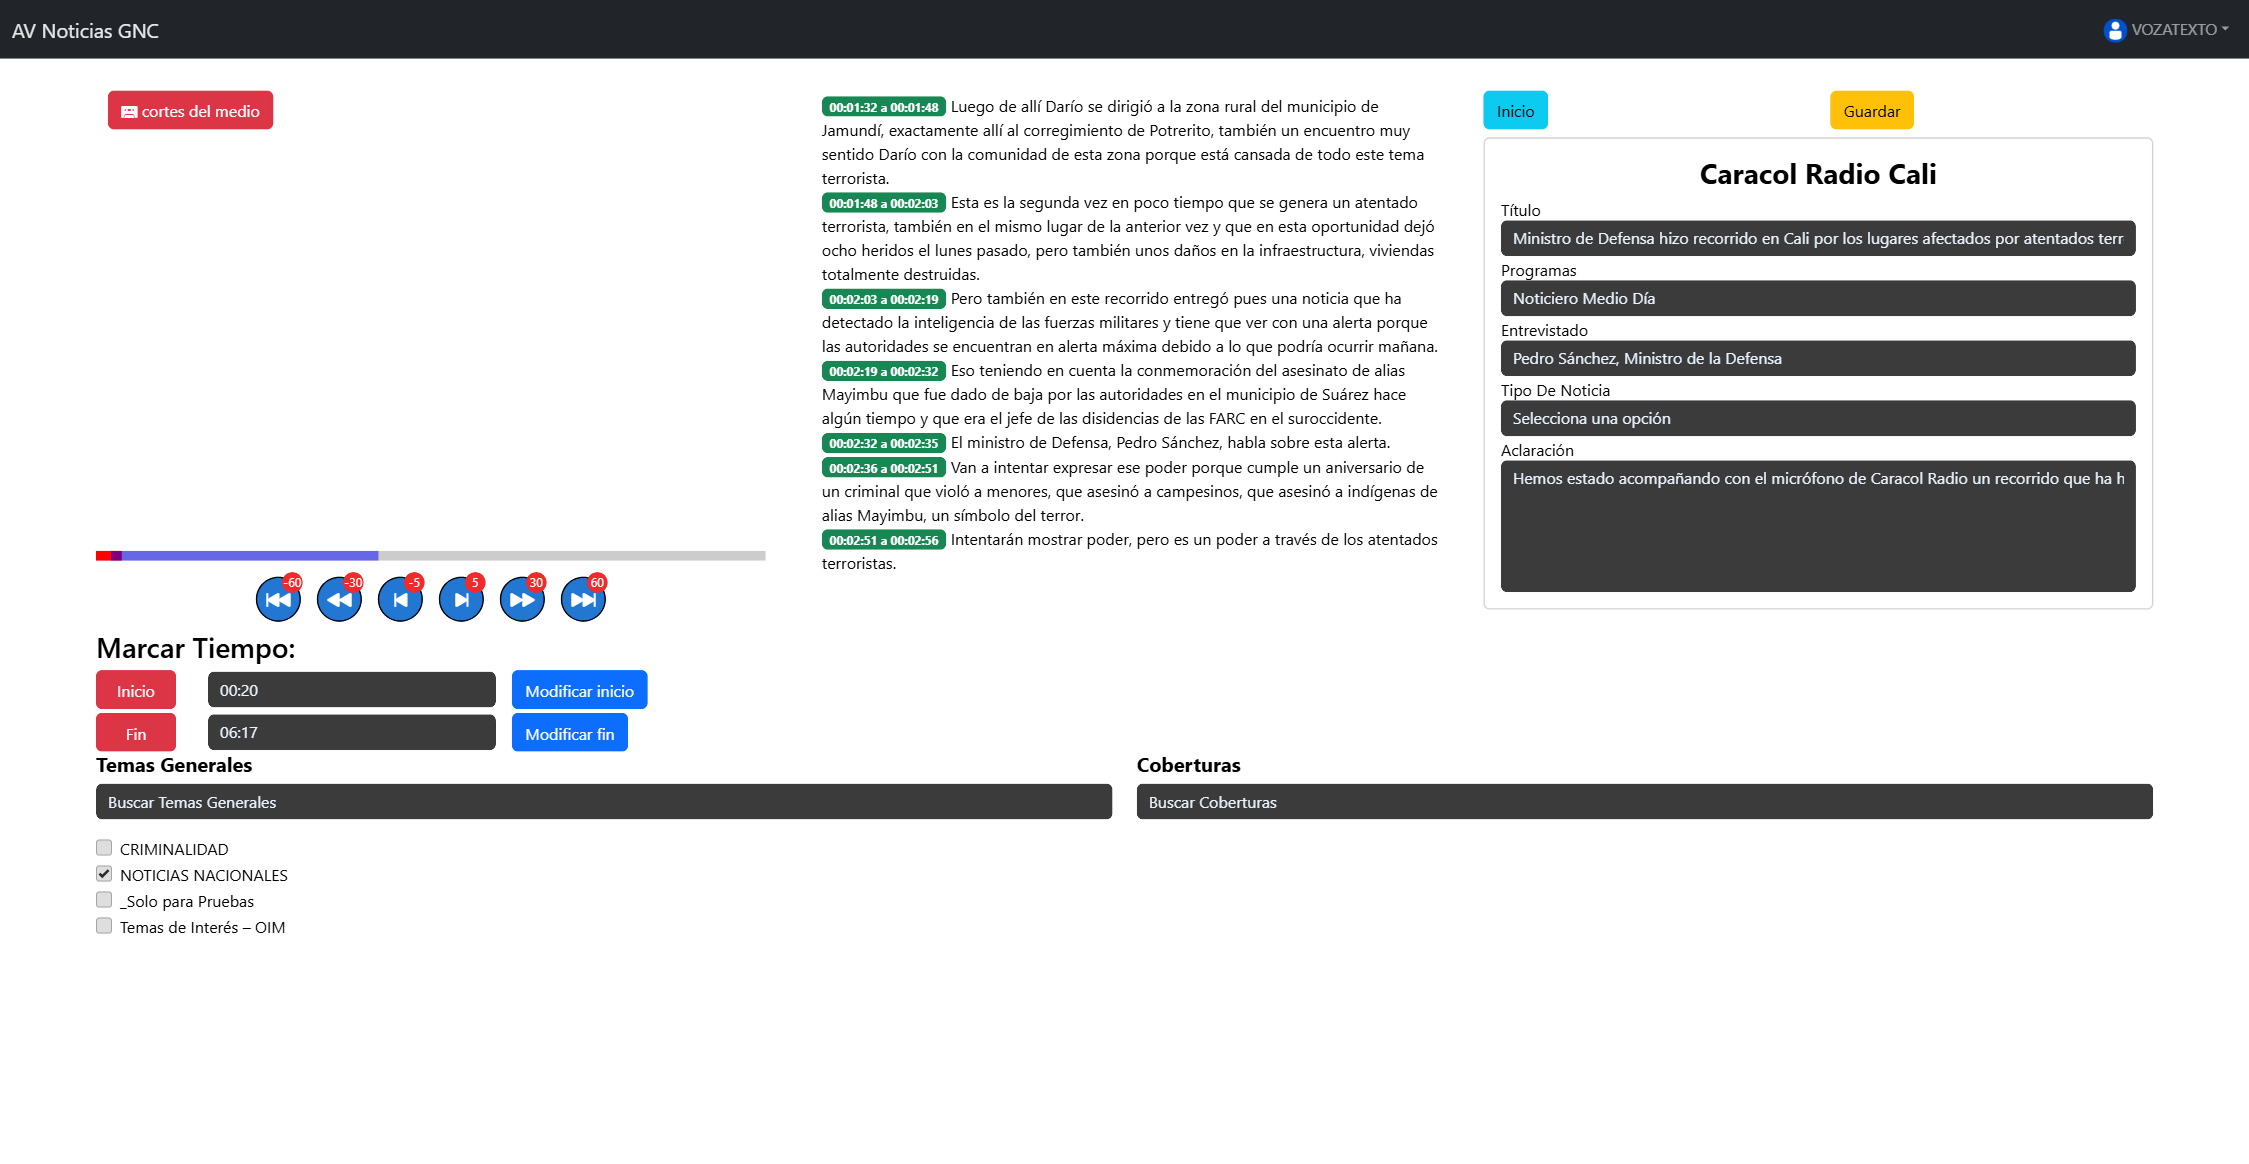 AV Noticias GNC
VOZATEXTO
cortes del medio
-60
-30
-5
5
30
60
Marcar Tiempo:
Inicio
00:20
Modificar inicio
Fin
06:17
Modificar fin
00:01:32 a 00:01:48 Luego de allí Darío se dirigió a la zona rural del municipio de
Jamundí, exactamente allí al corregimiento de Potrerito, también un encuentro muy
sentido Darío con la comunidad de esta zona porque está cansada de todo este tema
terrorista.
00:01:48 a 00:02:03 Esta es la segunda vez en poco tiempo que se genera un atentado
terrorista, también en el mismo lugar de la anterior vez y que en esta oportunidad dejó
ocho heridos el lunes pasado, pero también unos daños en la infraestructura, viviendas
totalmente destruidas.
00:02:03 a 00:02:19 Pero también en este recorrido entregó pues una noticia que ha
detectado la inteligencia de las fuerzas militares y tiene que ver con una alerta porque
las autoridades se encuentran en alerta máxima debido a lo que podría ocurrir mañana.
00:02:19 a 00:02:32 Eso teniendo en cuenta la conmemoración del asesinato de alias
Mayimbu que fue dado de baja por las autoridades en el municipio de Suárez hace
algún tiempo y que era el jefe de las disidencias de las FARC en el suroccidente.
00:02:32 a 00:02:35 El ministro de Defensa, Pedro Sánchez, habla sobre esta alerta.
00:02:36 a 00:02:51 Van a intentar expresar ese poder porque cumple un aniversario de
un criminal que violó a menores, que asesinó a campesinos, que asesinó a indígenas de
alias Mayimbu, un símbolo del terror.
00:02:51 a 00:02:56 Intentarán mostrar poder, pero es un poder a través de los atentados
terroristas.
Inicio
Guardar
Caracol Radio Cali
Título
Ministro de Defensa hizo recorrido en Cali por los lugares afectados por atentados terr
Programas
Noticiero Medio Día
Entrevistado
Pedro Sánchez, Ministro de la Defensa
Tipo De Noticia
Selecciona una opción
Aclaración
Hemos estado acompañando con el micrófono de Caracol Radio un recorrido que ha h
Temas Generales
Buscar Temas Generales
CRIMINALIDAD
NOTICIAS NACIONALES
_Solo para Pruebas
Temas de Interés – OIM
Coberturas
Buscar Coberturas